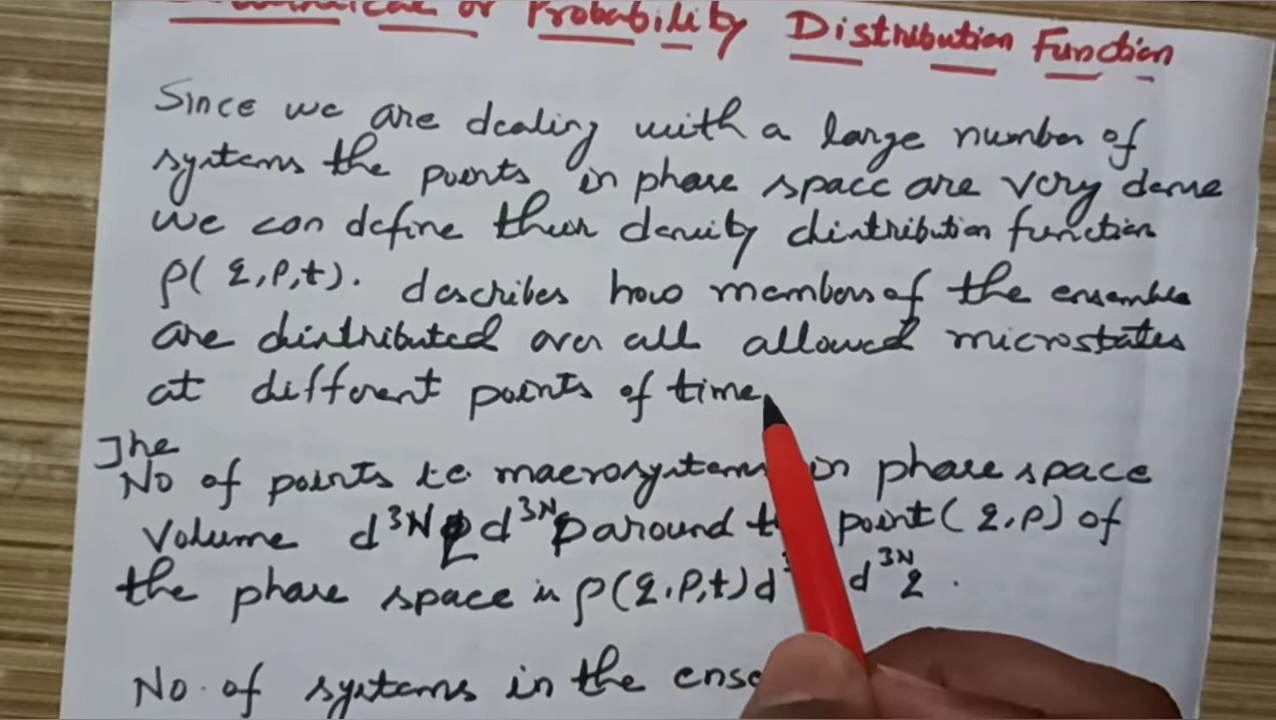 or Probability Distribution Function
Since we are dealing with a large number of
systems the points in phase space are very dense
we can define their density distribution function
ρ(q,p,t). describes how members of the ensemble
are distributed over all allowed microstates
at different points of time
The
No of points i.e. macrosystems in phase space
volume d³ᴺq d³ᴺp around point (q,p) of
the phase space is ρ(q,p,t) d d³ᴺq .
No. of systems in the